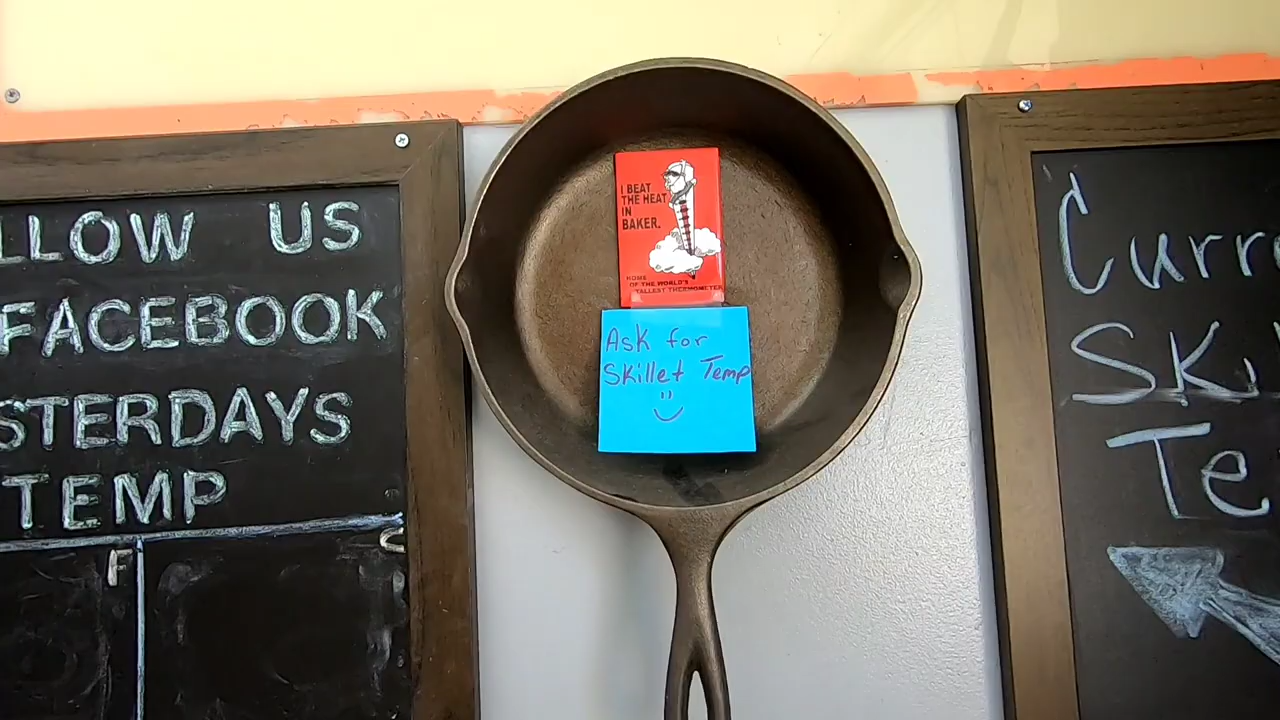 LLOW US
FACEBOOK
STERDAYS
TEMP
F
C
I BEAT
THE HEAT
IN
BAKER.
HOME
OF THE WORLD'S
TALLEST THERMOMETER
Ask for
Skillet Temp
Curr
Ski
Te